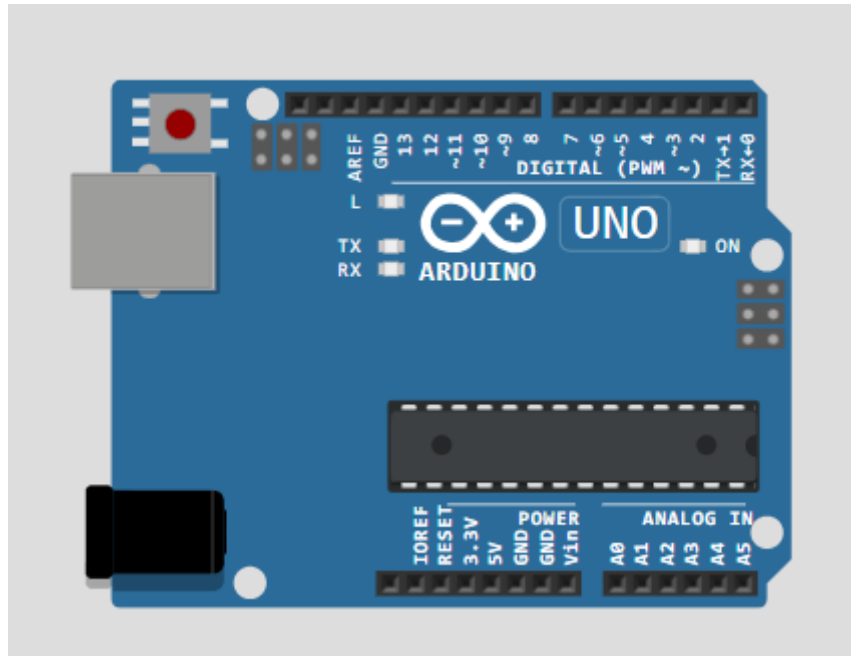 AREF GND 13 12 ~11 ~10 ~9 8 7 ~6 ~5 4 ~3 2 TX→1 RX←0
DIGITAL (PWM ~)
L
− + UNO
TX ON
RX ARDUINO
POWER ANALOG IN
IOREF RESET 3.3V 5V GND GND Vin A0 A1 A2 A3 A4 A5